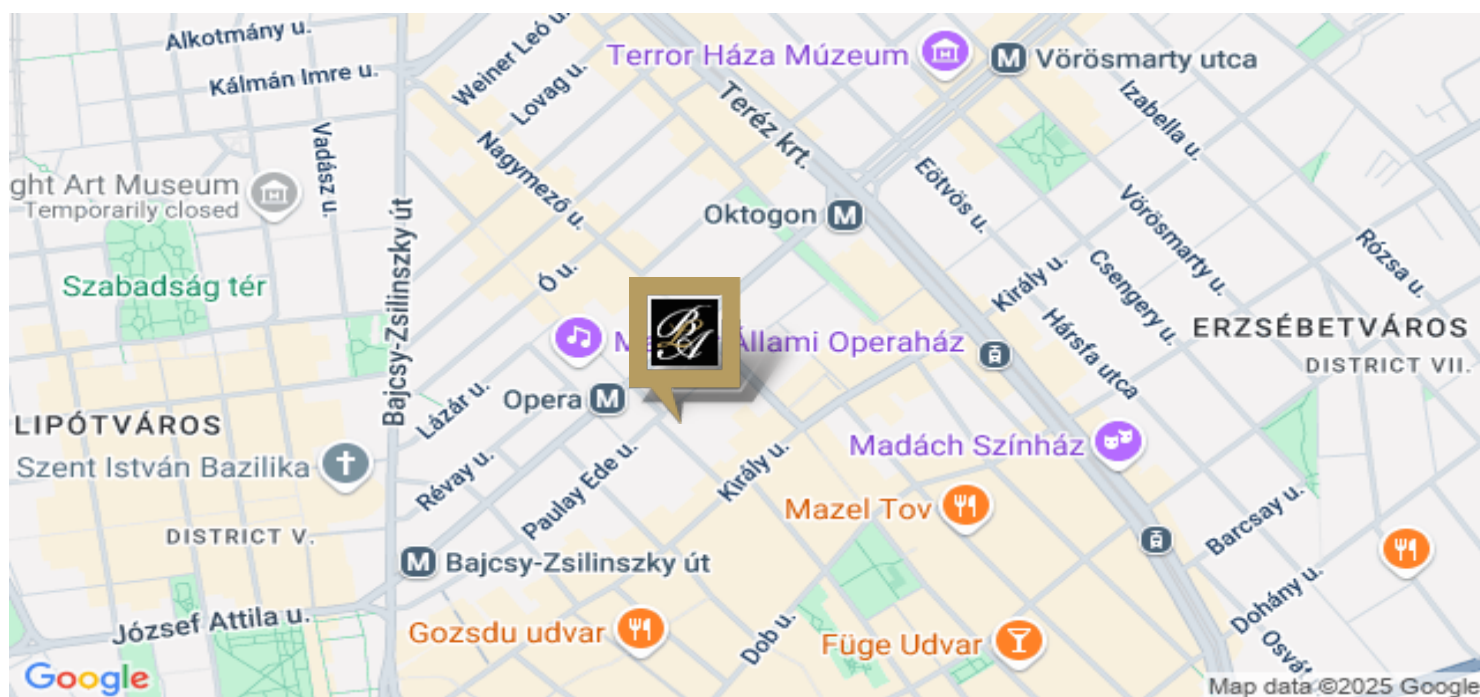 Alkotmány u.
Kálmán Imre u.
Weiner Leó u.
Lovag u.
Terror Háza Múzeum
M Vörösmarty utca
Izabella u.
Teréz krt.
Vadász u.
Nagymező u.
ght Art Museum
Temporarily closed
Oktogon M
Eötvös u.
Vörösmarty u.
Rózsa u.
Szabadság tér
Bajcsy-Zsilinszky út
Ó u.
Király u.
Csengery u.
Hársfa utca
ERZSÉBETVÁROS
DISTRICT VII.
BA
Állami Operaház
Opera M
Lázár u.
LIPÓTVÁROS
Szent István Bazilika
Révay u.
Paulay Ede u.
Király u.
Madách Színház
Mazel Tov
DISTRICT V.
M Bajcsy-Zsilinszky út
Barcsay u.
Dohány u.
József Attila u.
Gozsdu udvar
Dob u.
Füge Udvar
Osvát
Google
Map data ©2025 Google